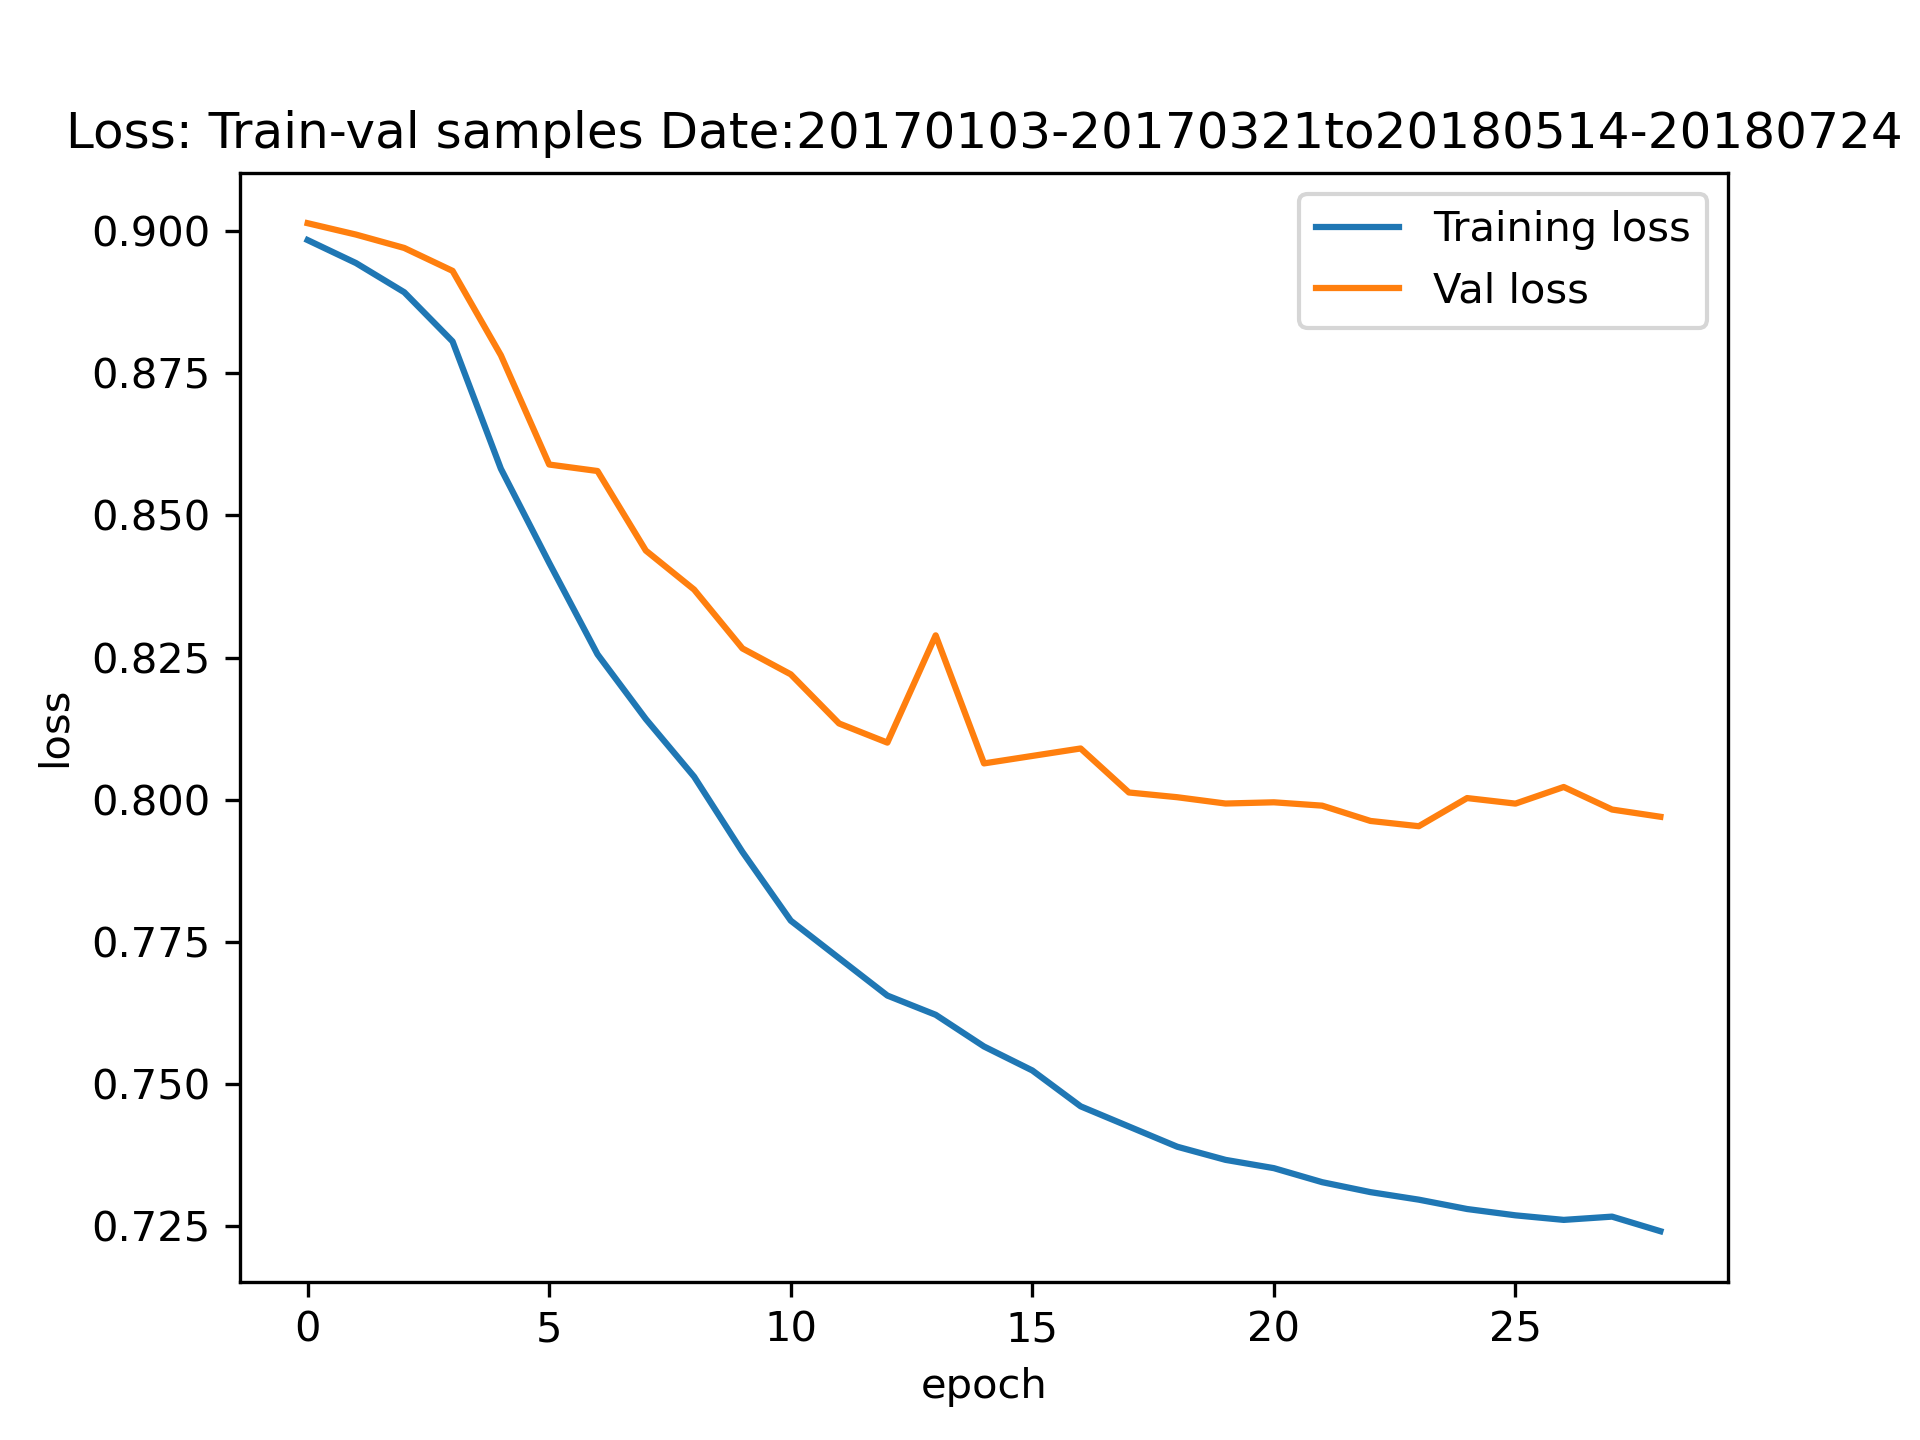 Loss: Train-val samples Date:20170103-20170321to20180514-20180724
Training loss
Val loss
0.900
0.875
0.850
0.825
0.800
0.775
0.750
0.725
loss
0 5 10 15 20 25
epoch